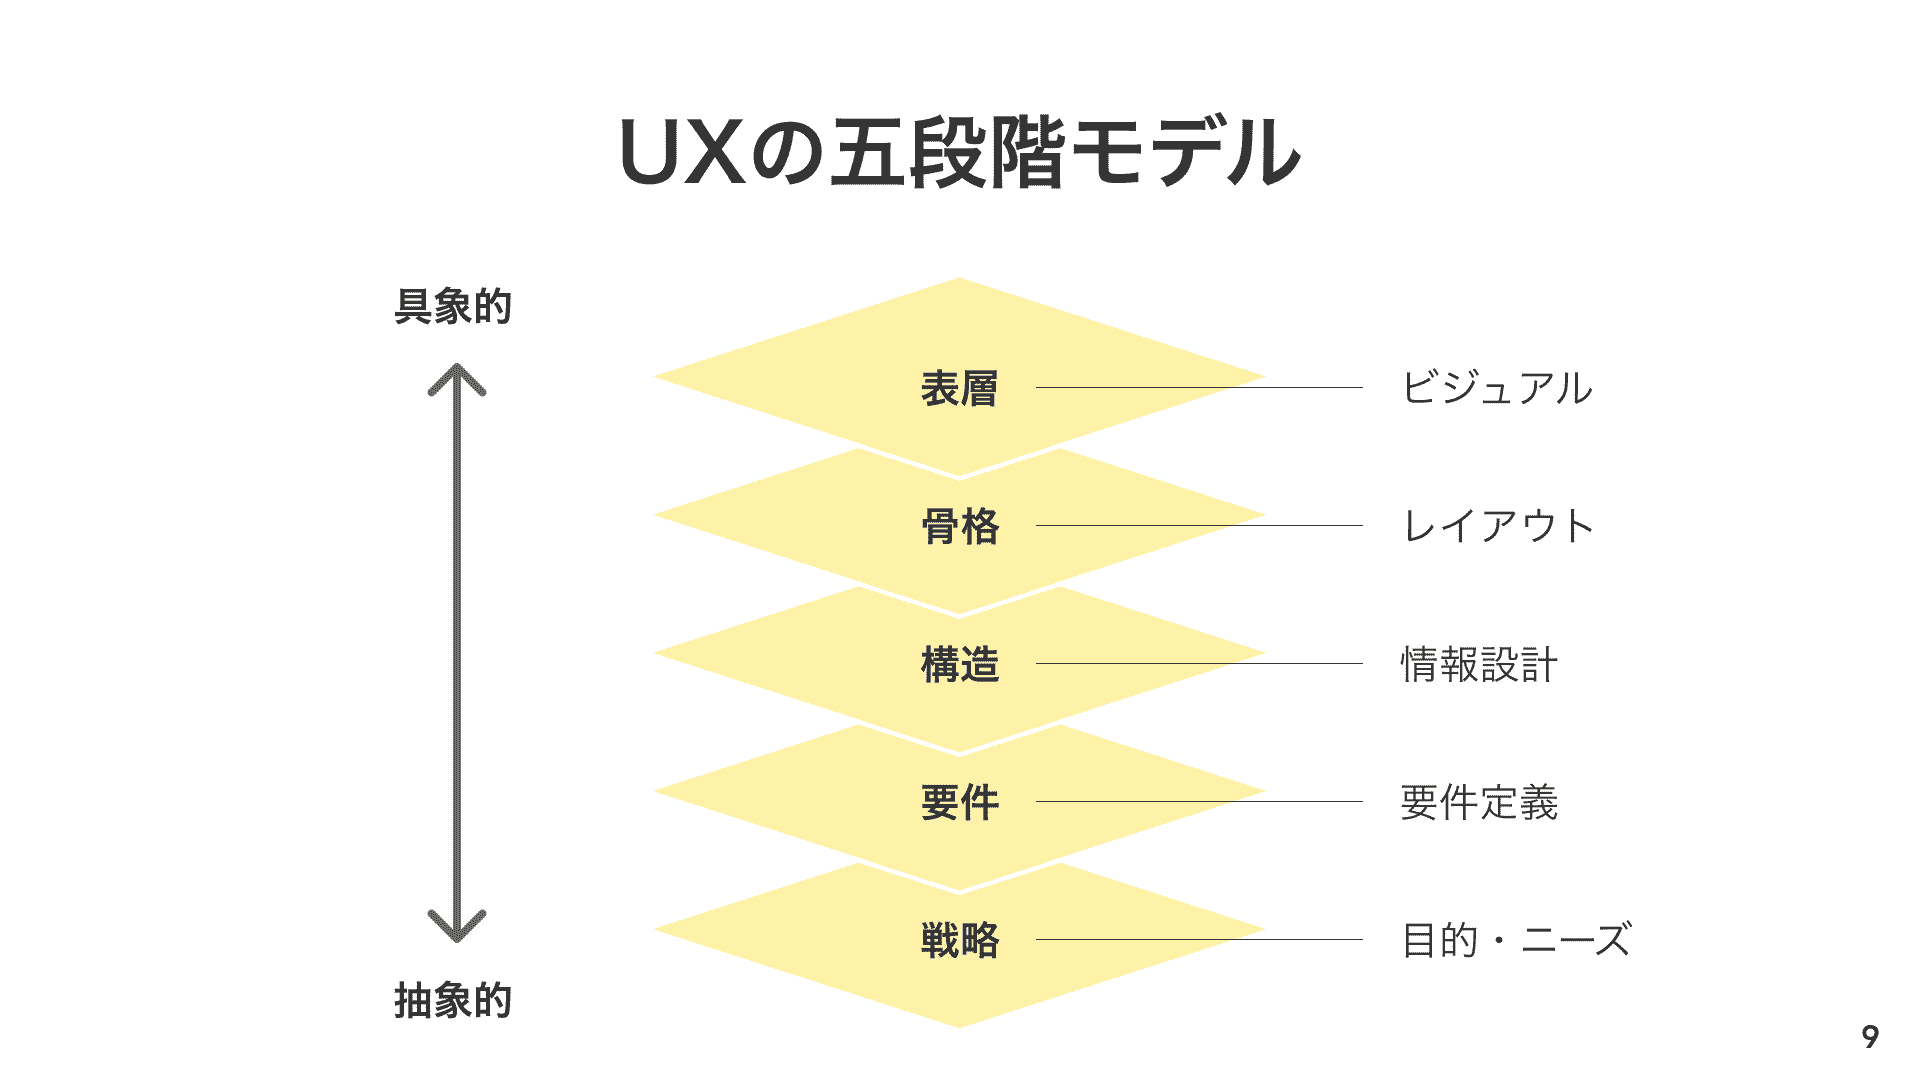 UXの五段階モデル
具象的
表層
ビジュアル
骨格
レイアウト
構造
情報設計
要件
要件定義
戦略
目的・ニーズ
抽象的
9